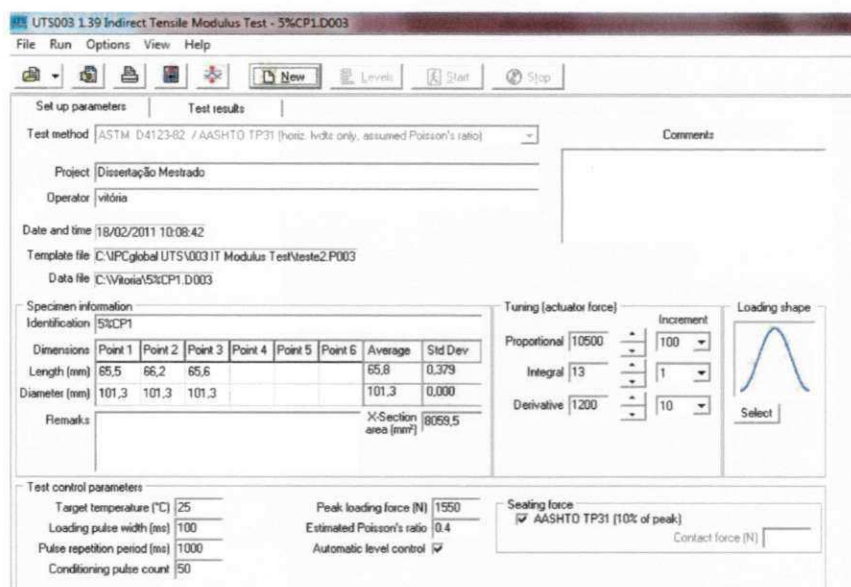 UTS003 1.39 Indirect Tensile Modulus Test - 5%CP1.D003
File Run Options View Help
New Levels Start Stop
Set up parameters Test results
Test method ASTM D4123-82 / AASHTO TP31 (horiz. lvdts only, assumed Poisson's ratio)
Comments
Project Dissertação Mestrado
Operator vitória
Date and time 18/02/2011 10:08:42
Template file C:\IPCglobal UTS\003 IT Modulus Test\teste2.P003
Data file C:\Vitoria\5%CP1.D003
Specimen information
Identification 5%CP1
Dimensions Point 1 Point 2 Point 3 Point 4 Point 5 Point 6 Average Std Dev
Length (mm) 65,5 66,2 65,6 65,8 0,379
Diameter (mm) 101,3 101,3 101,3 101,3 0,000
Remarks
X-Section area (mm²) 8059,5
Tuning (actuator force)
Increment
Proportional 10500 100
Integral 13 1
Derivative 1200 10
Loading shape
Select
Test control parameters
Target temperature (°C) 25
Loading pulse width (ms) 100
Pulse repetition period (ms) 1000
Conditioning pulse count 50
Peak loading force (N) 1550
Estimated Poisson's ratio 0.4
Automatic level control
Seating force
AASHTO TP31 (10% of peak)
Contact force (N)